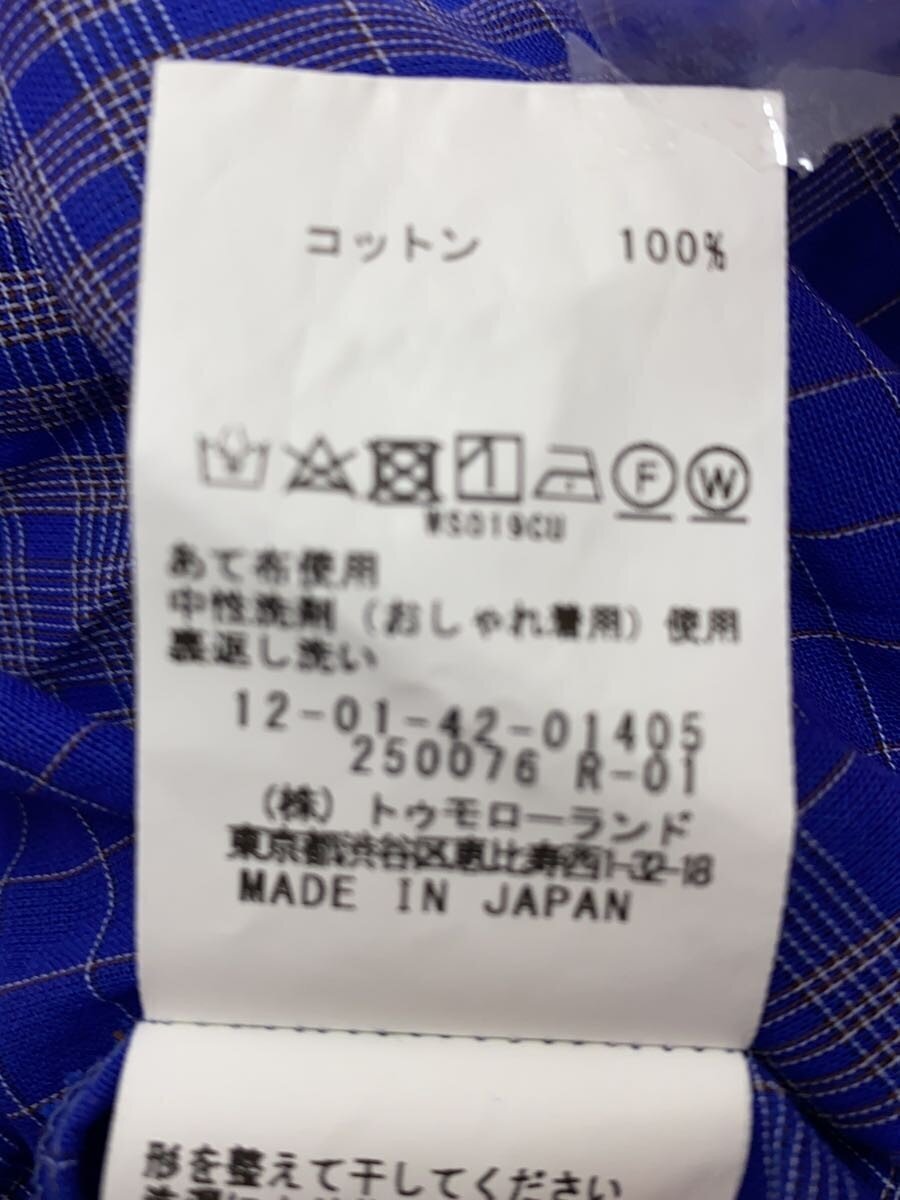 コットン 100%
F W
WS019CU
あて布使用
中性洗剤(おしゃれ着用)使用
裏返し洗い
12-01-42-01405
250076 R-01
(株)トゥモローランド
東京都渋谷区恵比寿西1-32-18
MADE IN JAPAN
形を整えて干してください